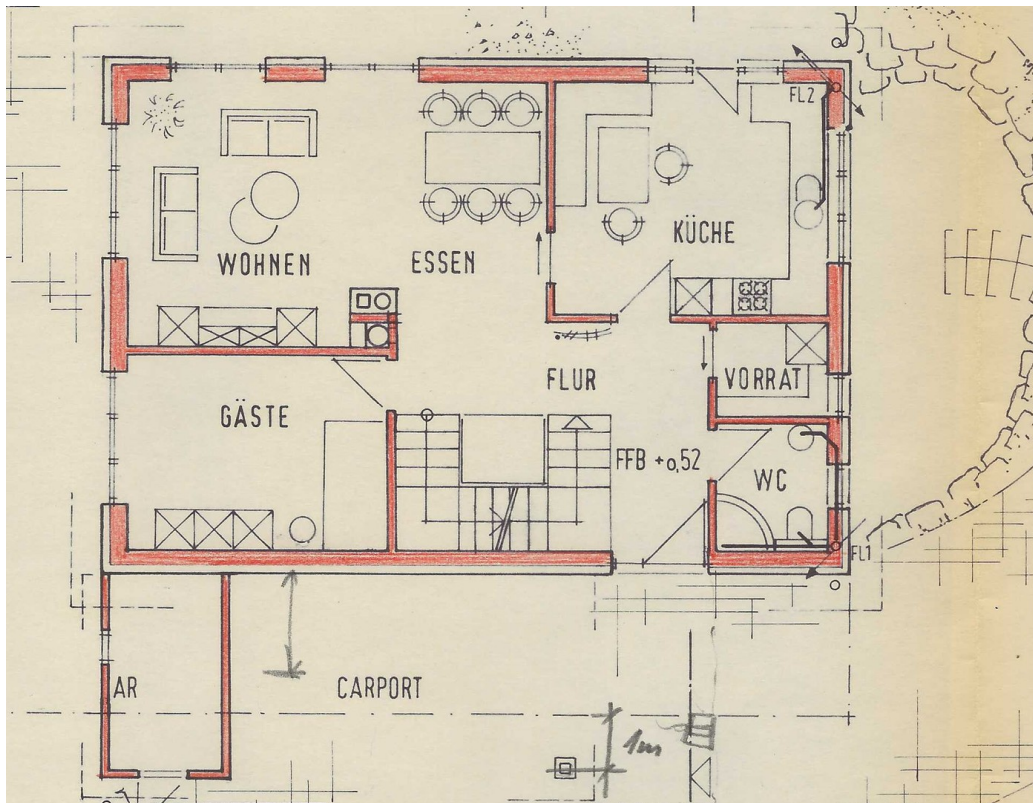 FL2
KÜCHE
WOHNEN
ESSEN
FLUR
VORRAT
GÄSTE
FFB +0,52
WC
FL1
AR
CARPORT
1m